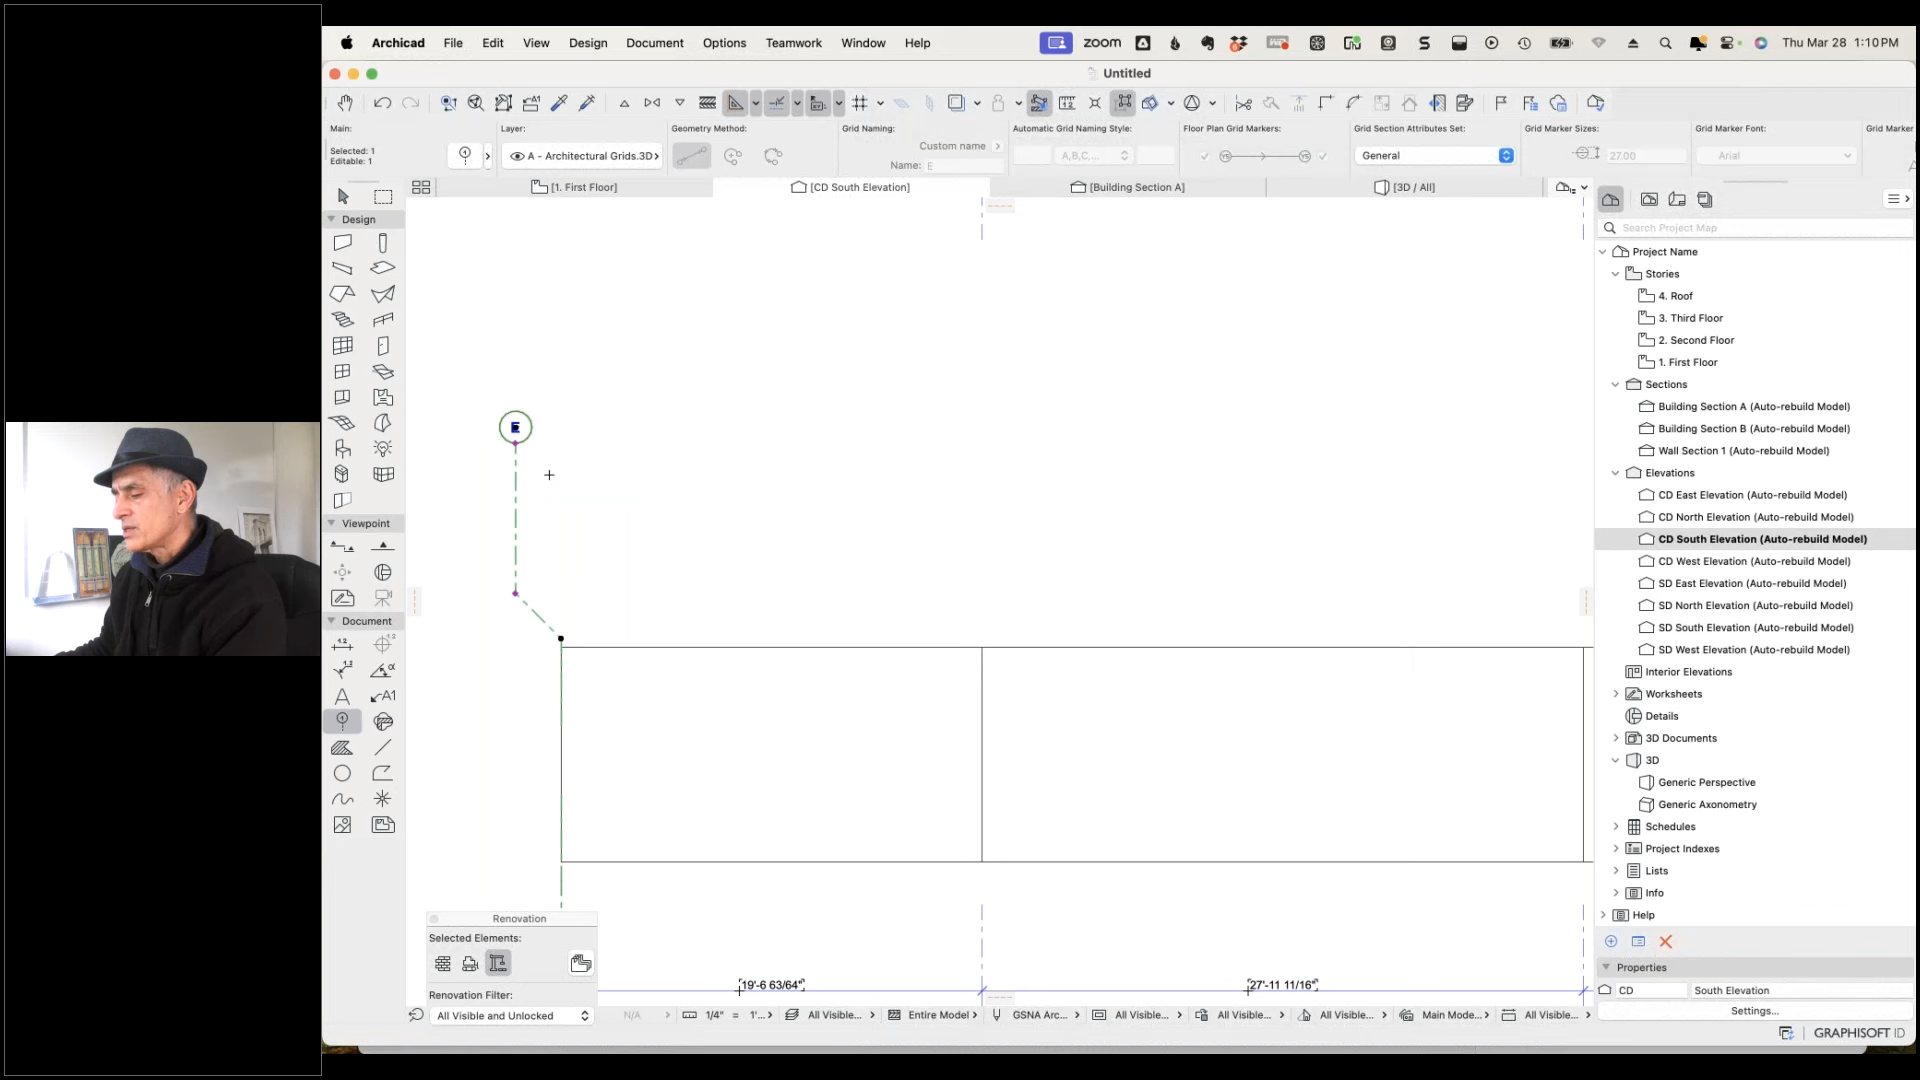 Archicad File Edit View Design Document Options Teamwork Window Help zoom Thu Mar 28 1:10 PM
Untitled
Main: Layer: Geometry Method: Grid Naming: Automatic Grid Naming Style: Floor Plan Grid Markers: Grid Section Attributes Set: Grid Marker Sizes: Grid Marker Font: Grid Marker
Selected: 1
Editable: 1
A - Architectural Grids.3D
Custom name
Name: E
A,B,C,...
General
27.00
Arial
[1. First Floor] [CD South Elevation] [Building Section A] [3D / All]
Design
Viewpoint
Document
E
19'-6 63/64"
27'-11 11/16"
Renovation
Selected Elements:
Renovation Filter:
All Visible and Unlocked
N/A 1/4" = 1'... All Visible... Entire Model GSNA Arc... All Visible... All Visible... All Visible... Main Mode... All Visible...
Search Project Map
Project Name
Stories
4. Roof
3. Third Floor
2. Second Floor
1. First Floor
Sections
Building Section A (Auto-rebuild Model)
Building Section B (Auto-rebuild Model)
Wall Section 1 (Auto-rebuild Model)
Elevations
CD East Elevation (Auto-rebuild Model)
CD North Elevation (Auto-rebuild Model)
CD South Elevation (Auto-rebuild Model)
CD West Elevation (Auto-rebuild Model)
SD East Elevation (Auto-rebuild Model)
SD North Elevation (Auto-rebuild Model)
SD South Elevation (Auto-rebuild Model)
SD West Elevation (Auto-rebuild Model)
Interior Elevations
Worksheets
Details
3D Documents
3D
Generic Perspective
Generic Axonometry
Schedules
Project Indexes
Lists
Info
Help
Properties
CD South Elevation
Settings...
GRAPHISOFT ID